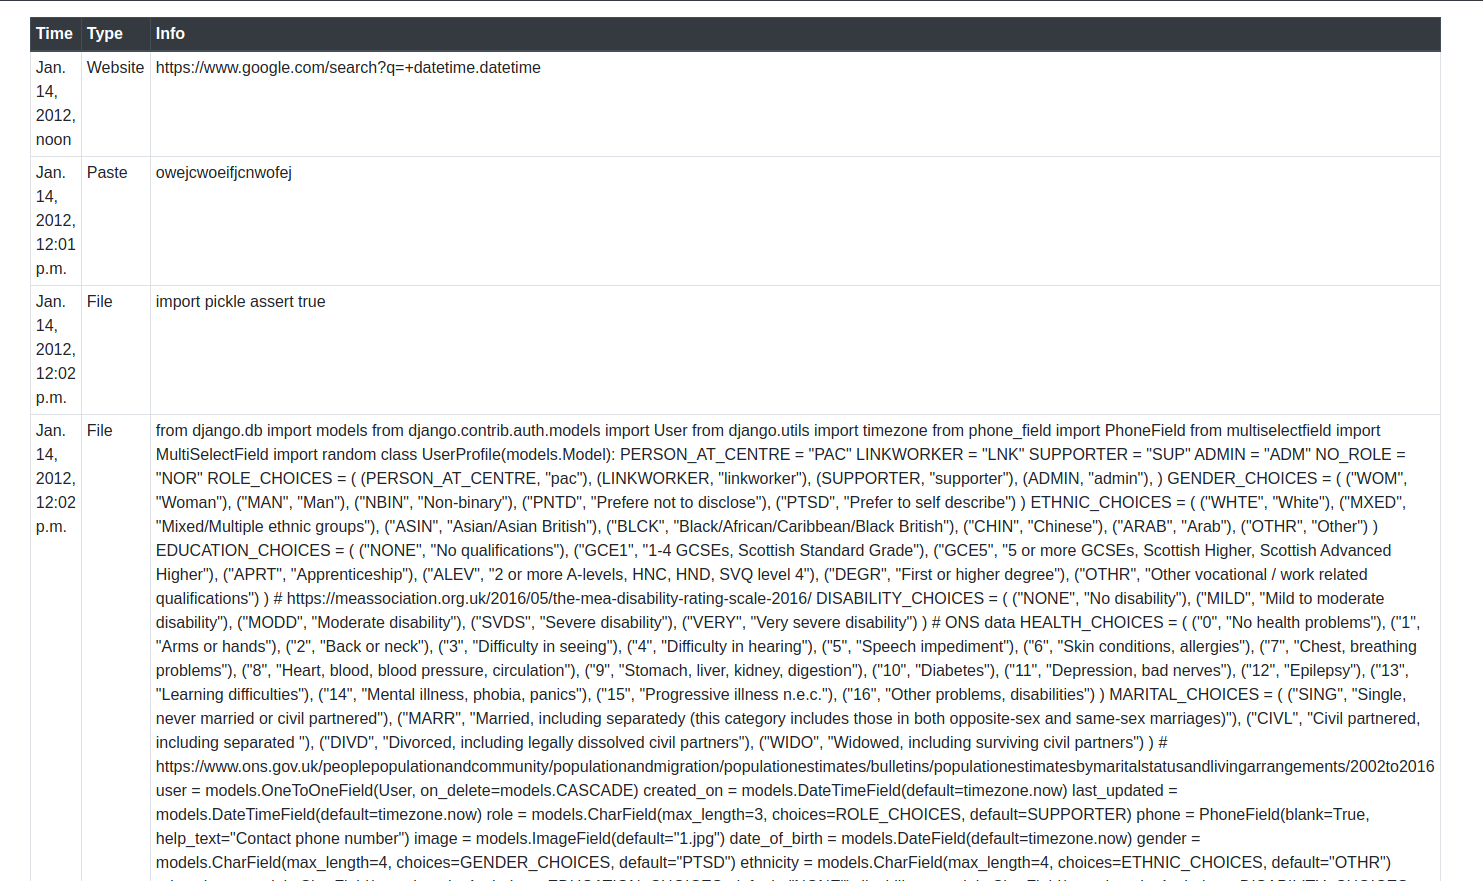 Time Type Info
Jan. Website https://www.google.com/search?q=+datetime.datetime
14,
2012,
noon
Jan. Paste owejcwoeifjcnwofej
14,
2012,
12:01
p.m.
Jan. File import pickle assert true
14,
2012,
12:02
p.m.
Jan. File from django.db import models from django.contrib.auth.models import User from django.utils import timezone from phone_field import PhoneField from multiselectfield import
14, MultiSelectField import random class UserProfile(models.Model): PERSON_AT_CENTRE = "PAC" LINKWORKER = "LNK" SUPPORTER = "SUP" ADMIN = "ADM" NO_ROLE =
2012, "NOR" ROLE_CHOICES = ( (PERSON_AT_CENTRE, "pac"), (LINKWORKER, "linkworker"), (SUPPORTER, "supporter"), (ADMIN, "admin"), ) GENDER_CHOICES = ( ("WOM",
12:02 "Woman"), ("MAN", "Man"), ("NBIN", "Non-binary"), ("PNTD", "Prefere not to disclose"), ("PTSD", "Prefer to self describe") ) ETHNIC_CHOICES = ( ("WHTE", "White"), ("MXED",
p.m. "Mixed/Multiple ethnic groups"), ("ASIN", "Asian/Asian British"), ("BLCK", "Black/African/Caribbean/Black British"), ("CHIN", "Chinese"), ("ARAB", "Arab"), ("OTHR", "Other") )
EDUCATION_CHOICES = ( ("NONE", "No qualifications"), ("GCE1", "1-4 GCSEs, Scottish Standard Grade"), ("GCE5", "5 or more GCSEs, Scottish Higher, Scottish Advanced
Higher"), ("APRT", "Apprenticeship"), ("ALEV", "2 or more A-levels, HNC, HND, SVQ level 4"), ("DEGR", "First or higher degree"), ("OTHR", "Other vocational / work related
qualifications") ) # https://meassociation.org.uk/2016/05/the-mea-disability-rating-scale-2016/ DISABILITY_CHOICES = ( ("NONE", "No disability"), ("MILD", "Mild to moderate
disability"), ("MODD", "Moderate disability"), ("SVDS", "Severe disability"), ("VERY", "Very severe disability") ) # ONS data HEALTH_CHOICES = ( ("0", "No health problems"), ("1",
"Arms or hands"), ("2", "Back or neck"), ("3", "Difficulty in seeing"), ("4", "Difficulty in hearing"), ("5", "Speech impediment"), ("6", "Skin conditions, allergies"), ("7", "Chest, breathing
problems"), ("8", "Heart, blood, blood pressure, circulation"), ("9", "Stomach, liver, kidney, digestion"), ("10", "Diabetes"), ("11", "Depression, bad nerves"), ("12", "Epilepsy"), ("13",
"Learning difficulties"), ("14", "Mental illness, phobia, panics"), ("15", "Progressive illness n.e.c."), ("16", "Other problems, disabilities") ) MARITAL_CHOICES = ( ("SING", "Single,
never married or civil partnered"), ("MARR", "Married, including separatedy (this category includes those in both opposite-sex and same-sex marriages)"), ("CIVL", "Civil partnered,
including separated "), ("DIVD", "Divorced, including legally dissolved civil partners"), ("WIDO", "Widowed, including surviving civil partners") ) #
https://www.ons.gov.uk/peoplepopulationandcommunity/populationandmigration/populationestimates/bulletins/populationestimatesbymaritalstatusandlivingarrangements/2002to2016
user = models.OneToOneField(User, on_delete=models.CASCADE) created_on = models.DateTimeField(default=timezone.now) last_updated =
models.DateTimeField(default=timezone.now) role = models.CharField(max_length=3, choices=ROLE_CHOICES, default=SUPPORTER) phone = PhoneField(blank=True,
help_text="Contact phone number") image = models.ImageField(default="1.jpg") date_of_birth = models.DateField(default=timezone.now) gender =
models.CharField(max_length=4, choices=GENDER_CHOICES, default="PTSD") ethnicity = models.CharField(max_length=4, choices=ETHNIC_CHOICES, default="OTHR")